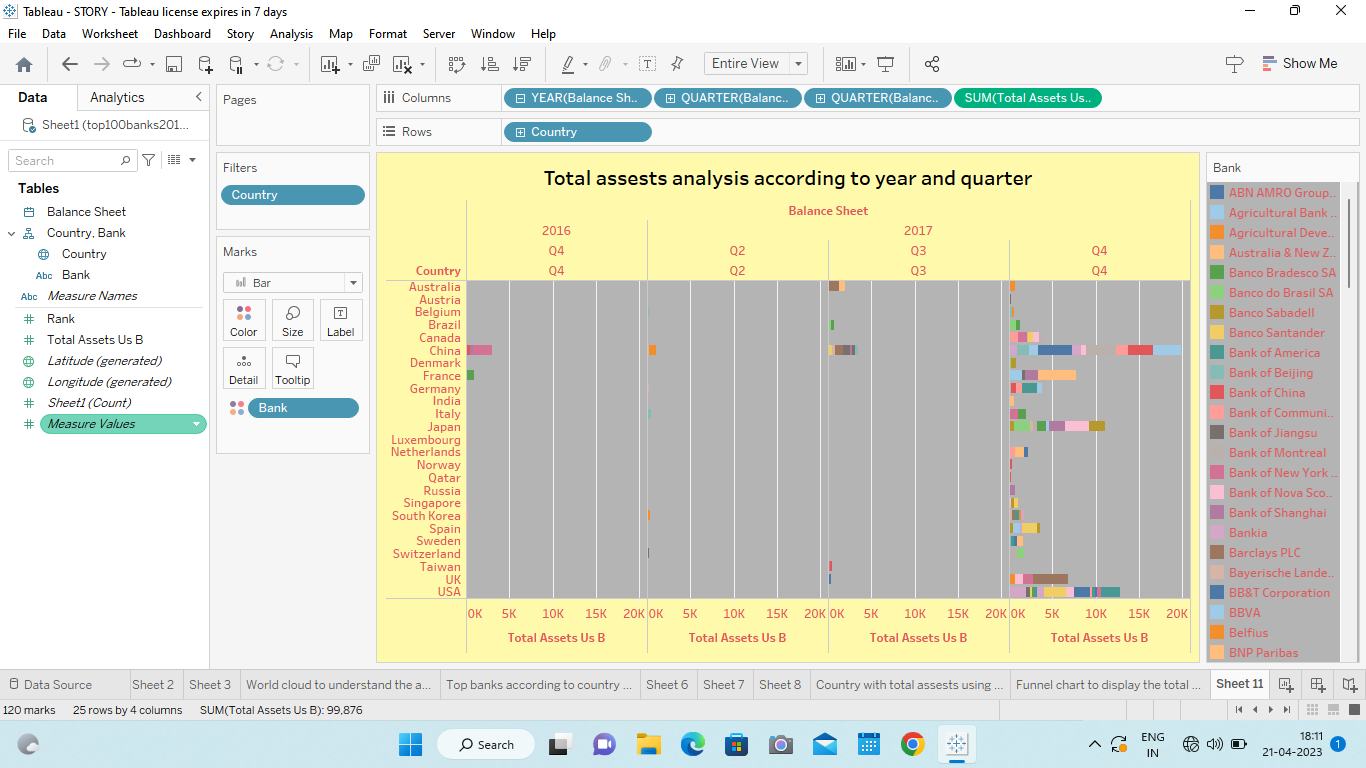 Tableau - STORY - Tableau license expires in 7 days
File Data Worksheet Dashboard Story Analysis Map Format Server Window Help
Entire View
Show Me
Data Analytics
Sheet1 (top100banks201...
Search
Tables
Balance Sheet
Country, Bank
Country
Abc Bank
Abc Measure Names
Rank
Total Assets Us B
Latitude (generated)
Longitude (generated)
Sheet1 (Count)
Measure Values
Pages
Filters
Country
Marks
Bar
Color Size Label
Detail Tooltip
Bank
Columns YEAR(Balance Sh.. QUARTER(Balanc.. QUARTER(Balanc.. SUM(Total Assets Us..
Rows Country
Total assests analysis according to year and quarter
Balance Sheet
2016 2017
Q4 Q2 Q3 Q4
Country Q4 Q2 Q3 Q4
Australia
Austria
Belgium
Brazil
Canada
China
Denmark
France
Germany
India
Italy
Japan
Luxembourg
Netherlands
Norway
Qatar
Russia
Singapore
South Korea
Spain
Sweden
Switzerland
Taiwan
UK
USA
0K 5K 10K 15K 20K 0K 5K 10K 15K 20K 0K 5K 10K 15K 20K 0K 5K 10K 15K 20K
Total Assets Us B Total Assets Us B Total Assets Us B Total Assets Us B
Bank
ABN AMRO Group..
Agricultural Bank ..
Agricultural Deve..
Australia & New Z..
Banco Bradesco SA
Banco do Brasil SA
Banco Sabadell
Banco Santander
Bank of America
Bank of Beijing
Bank of China
Bank of Communi..
Bank of Jiangsu
Bank of Montreal
Bank of New York ..
Bank of Nova Sco..
Bank of Shanghai
Bankia
Barclays PLC
Bayerische Lande..
BB&T Corporation
BBVA
Belfius
BNP Paribas
Data Source Sheet 2 Sheet 3 World cloud to understand the a... Top banks according to country ... Sheet 6 Sheet 7 Sheet 8 Country with total assests using ... Funnel chart to display the total ... Sheet 11
120 marks 25 rows by 4 columns SUM(Total Assets Us B): 99,876
Search
ENG
IN
18:11
21-04-2023
1